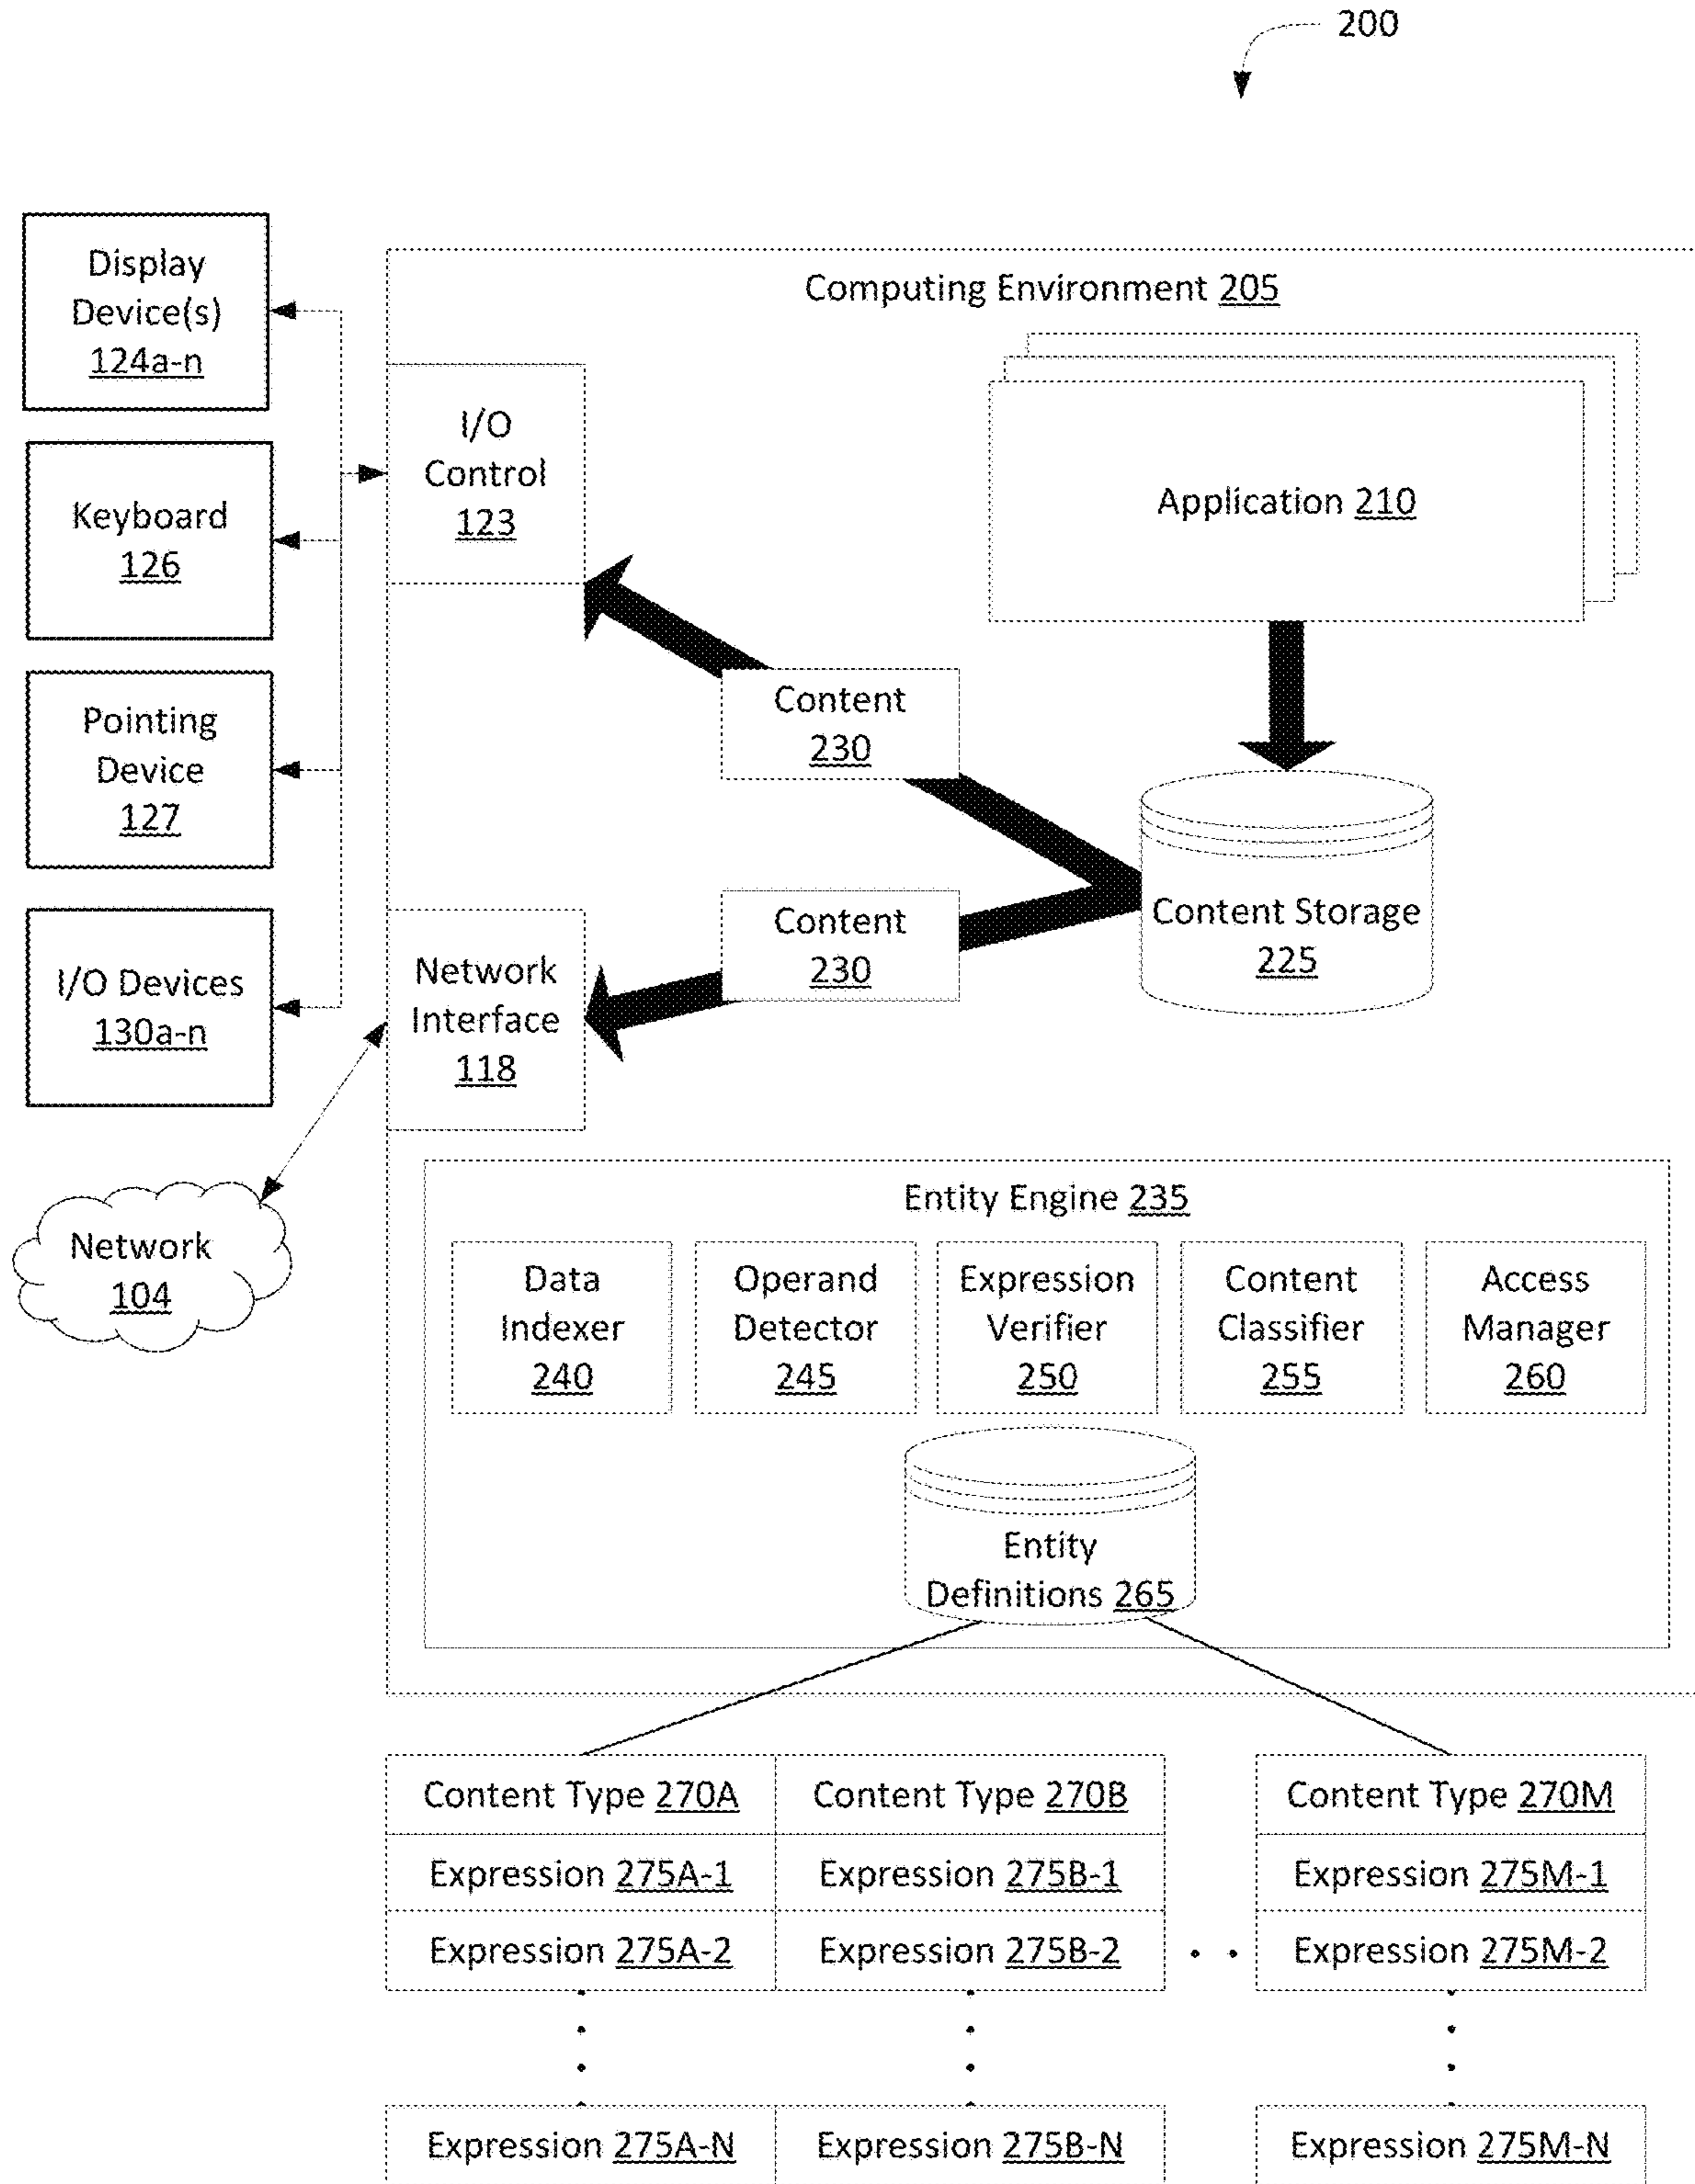 200
Display
Device(s)
124a-n
Keyboard
126
Pointing
Device
127
I/O Devices
130a-n
Network
104
Computing Environment 205
I/O
Control
123
Application 210
Content
230
Content
230
Content Storage
225
Network
Interface
118
Entity Engine 235
Data
Indexer
240
Operand
Detector
245
Expression
Verifier
250
Content
Classifier
255
Access
Manager
260
Entity
Definitions 265
Content Type 270A
Content Type 270B
Content Type 270M
Expression 275A-1
Expression 275B-1
Expression 275M-1
Expression 275A-2
Expression 275B-2
Expression 275M-2
Expression 275A-N
Expression 275B-N
Expression 275M-N